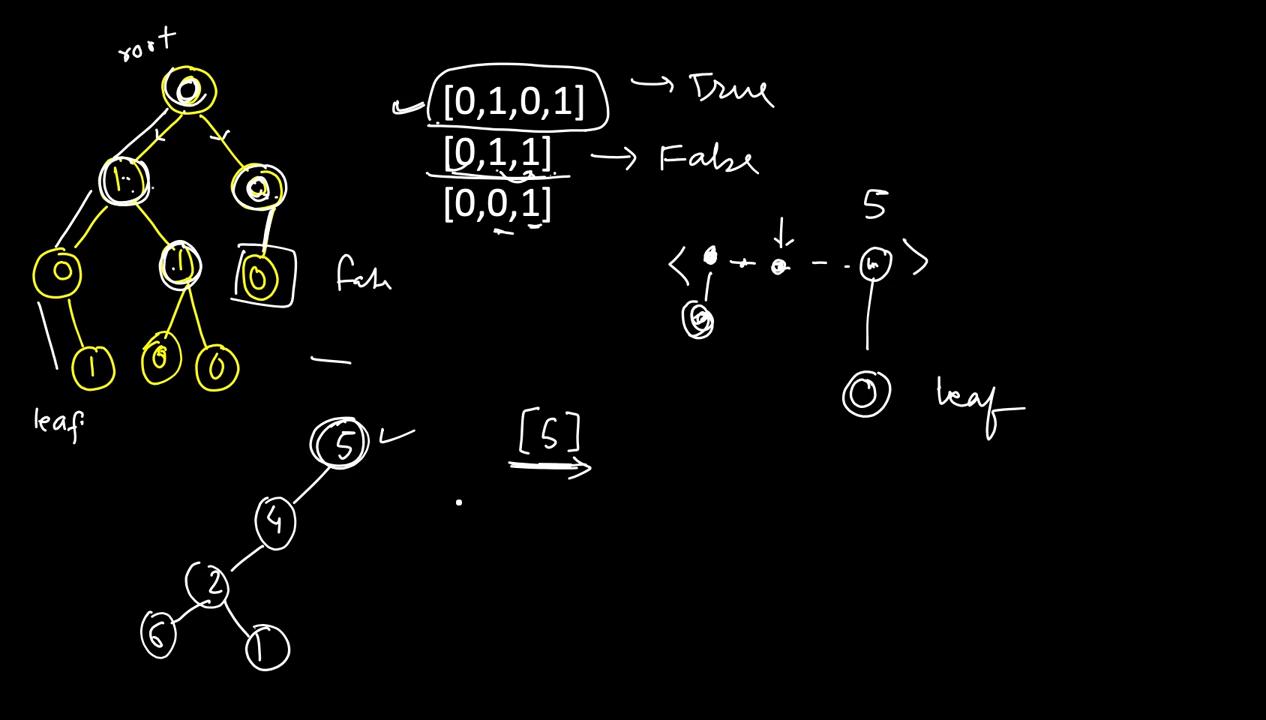 root
0
1 0
0 1 0
1 0 0
leaf
[0,1,0,1] → True
[0,1,1] → False
[0,0,1]
False
5
< >
leaf
5
4
2
6 1
[5]